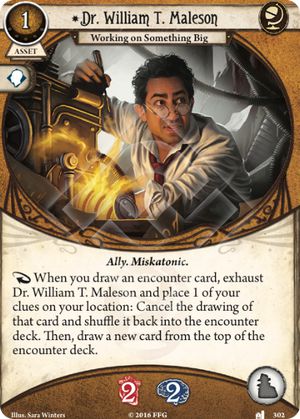 1
*Dr. William T. Maleson
ASSET
Working on Something Big
Ally. Miskatonic.
When you draw an encounter card, exhaust
Dr. William T. Maleson and place 1 of your
clues on your location: Cancel the drawing of
that card and shuffle it back into the encounter
deck. Then, draw a new card from the top of the
encounter deck.
2 2
Illus. Sara Winters © 2016 FFG 302